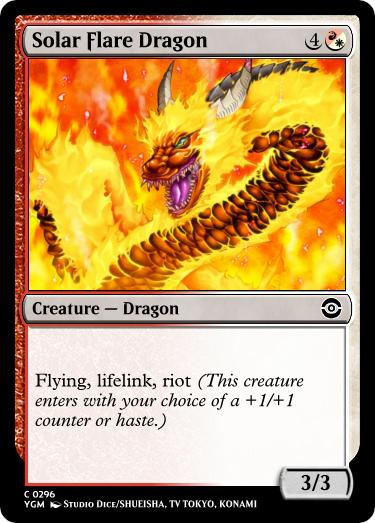 Solar Flare Dragon 4
Creature — Dragon
Flying, lifelink, riot (This creature
enters with your choice of a +1/+1
counter or haste.)
3/3
C 0296
YGM STUDIO DICE/SHUEISHA, TV TOKYO, KONAMI